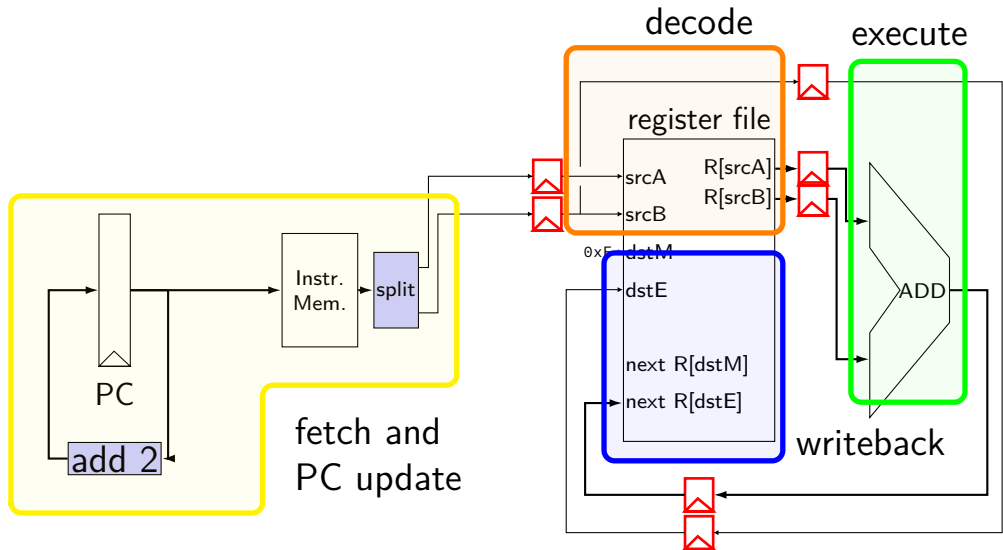 decode
execute
register file
R[srcA]
srcA
R[srcB]
srcB
0xF
dstM
dstE
Instr.
Mem.
split
ADD
next R[dstM]
PC
next R[dstE]
fetch and
PC update
writeback
add 2